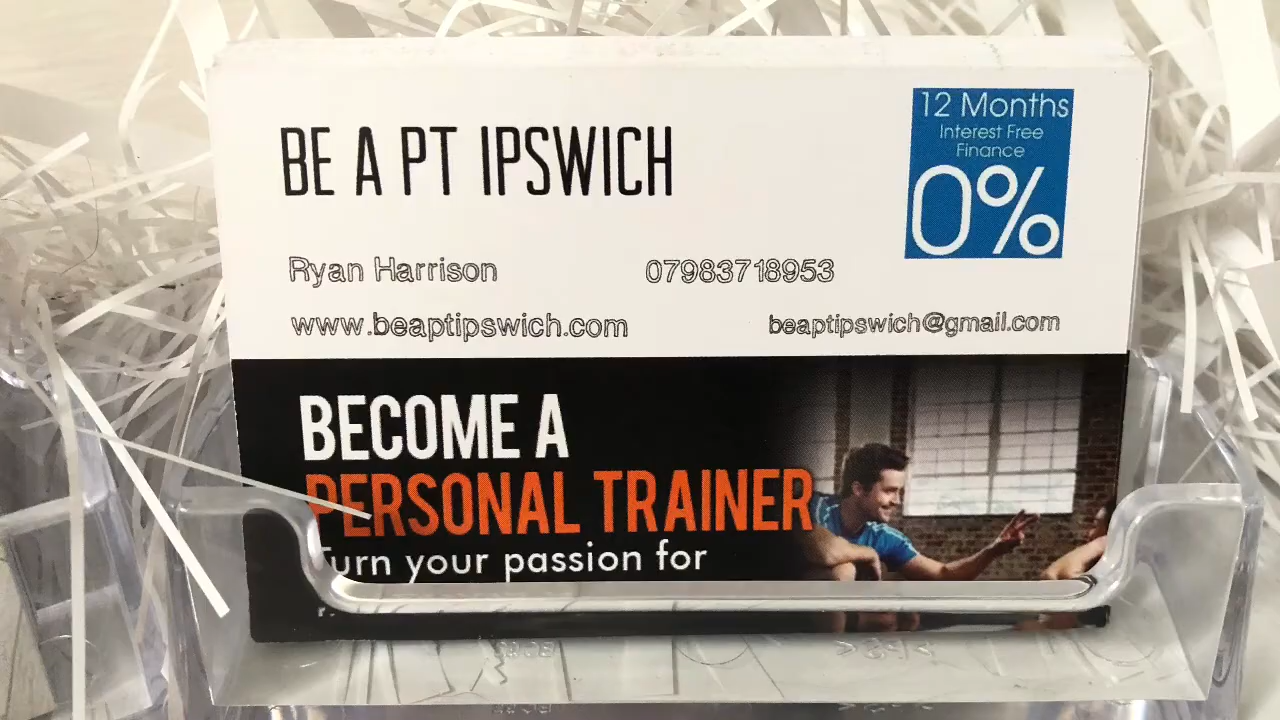 BE A PT IPSWICH
12 Months
Interest Free
Finance
0%
Ryan Harrison 07983718953
www.beaptipswich.com beaptipswich@gmail.com
BECOME A
PERSONAL TRAINER
Turn your passion for